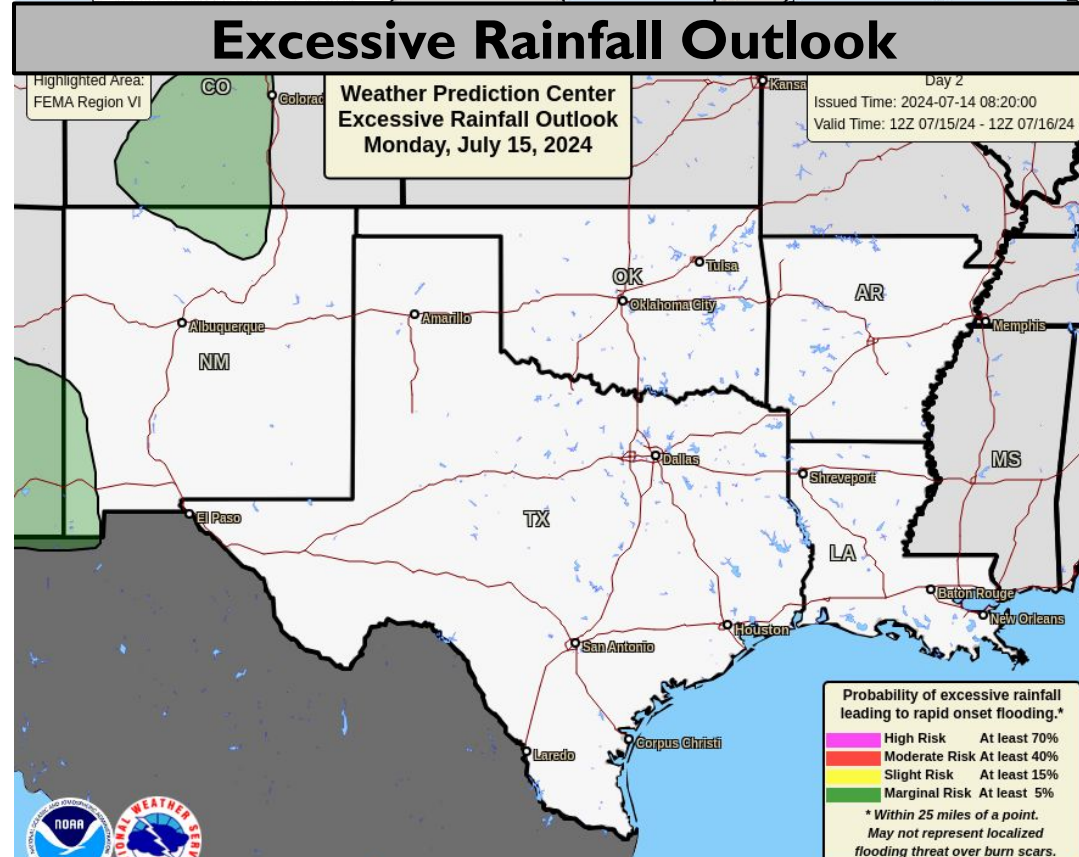 Excessive Rainfall Outlook
Highlighted Area:
FEMA Region VI
Weather Prediction Center
Excessive Rainfall Outlook
Monday, July 15, 2024
Day 2
Issued Time: 2024-07-14 08:20:00
Valid Time: 12Z 07/15/24 - 12Z 07/16/24
CO
Colorad
Kansa
Tulsa
OK
Oklahoma City
AR
Amarillo
Albuquerque
Memphis
NM
Dallas
MS
Shreveport
El Paso
TX
LA
Baton Rouge
New Orleans
Houston
San Antonio
Corpus Christi
Laredo
Probability of excessive rainfall
leading to rapid onset flooding.*
High Risk At least 70%
Moderate Risk At least 40%
Slight Risk At least 15%
Marginal Risk At least 5%
* Within 25 miles of a point.
May not represent localized
flooding threat over burn scars.
NOAA
NAL WEATHER SERV